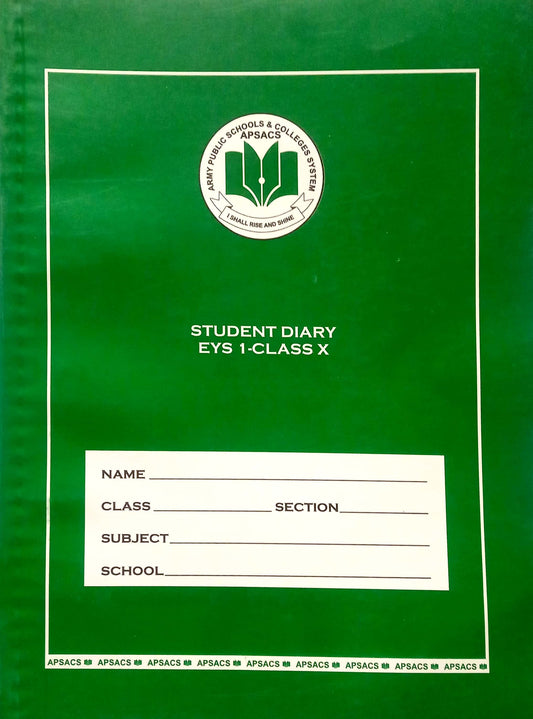 ARMY PUBLIC SCHOOLS & COLLEGES SYSTEM
APSACS
I SHALL RISE AND SHINE
STUDENT DIARY
EYS 1-CLASS X
NAME
CLASS SECTION
SUBJECT
SCHOOL
APSACS APSACS APSACS APSACS APSACS APSACS APSACS APSACS APSACS